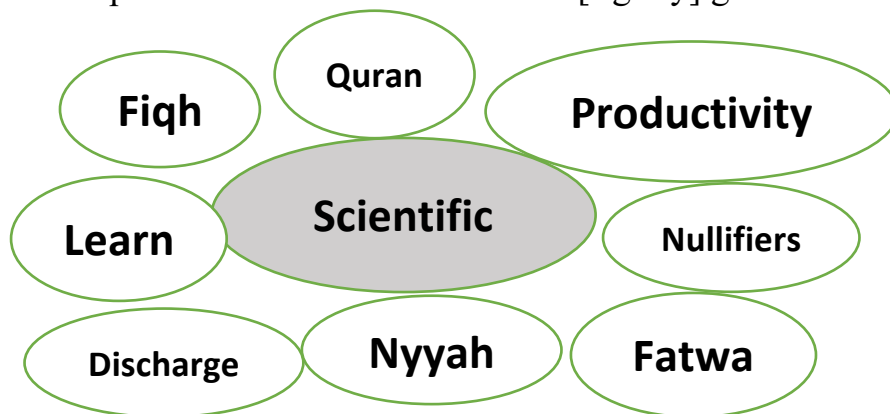 Quran
Fiqh
Productivity
Scientific
Learn
Nullifiers
Discharge
Nyyah
Fatwa